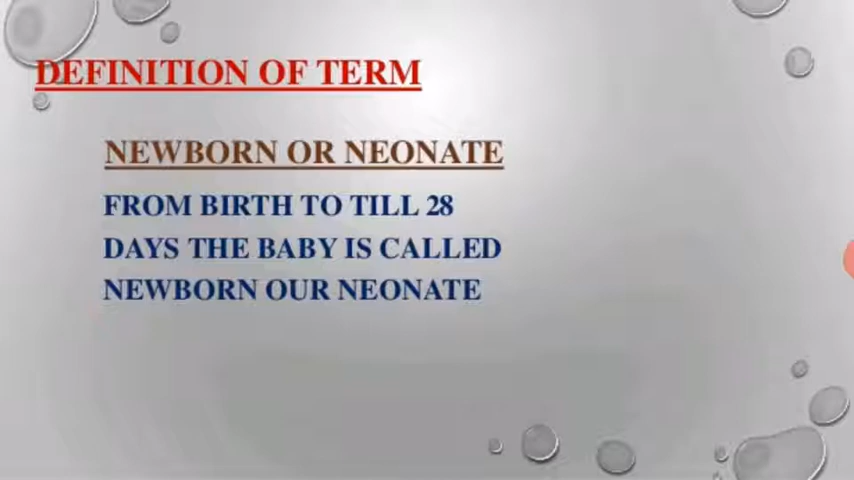 DEFINITION OF TERM
NEWBORN OR NEONATE
FROM BIRTH TO TILL 28
DAYS THE BABY IS CALLED
NEWBORN OUR NEONATE